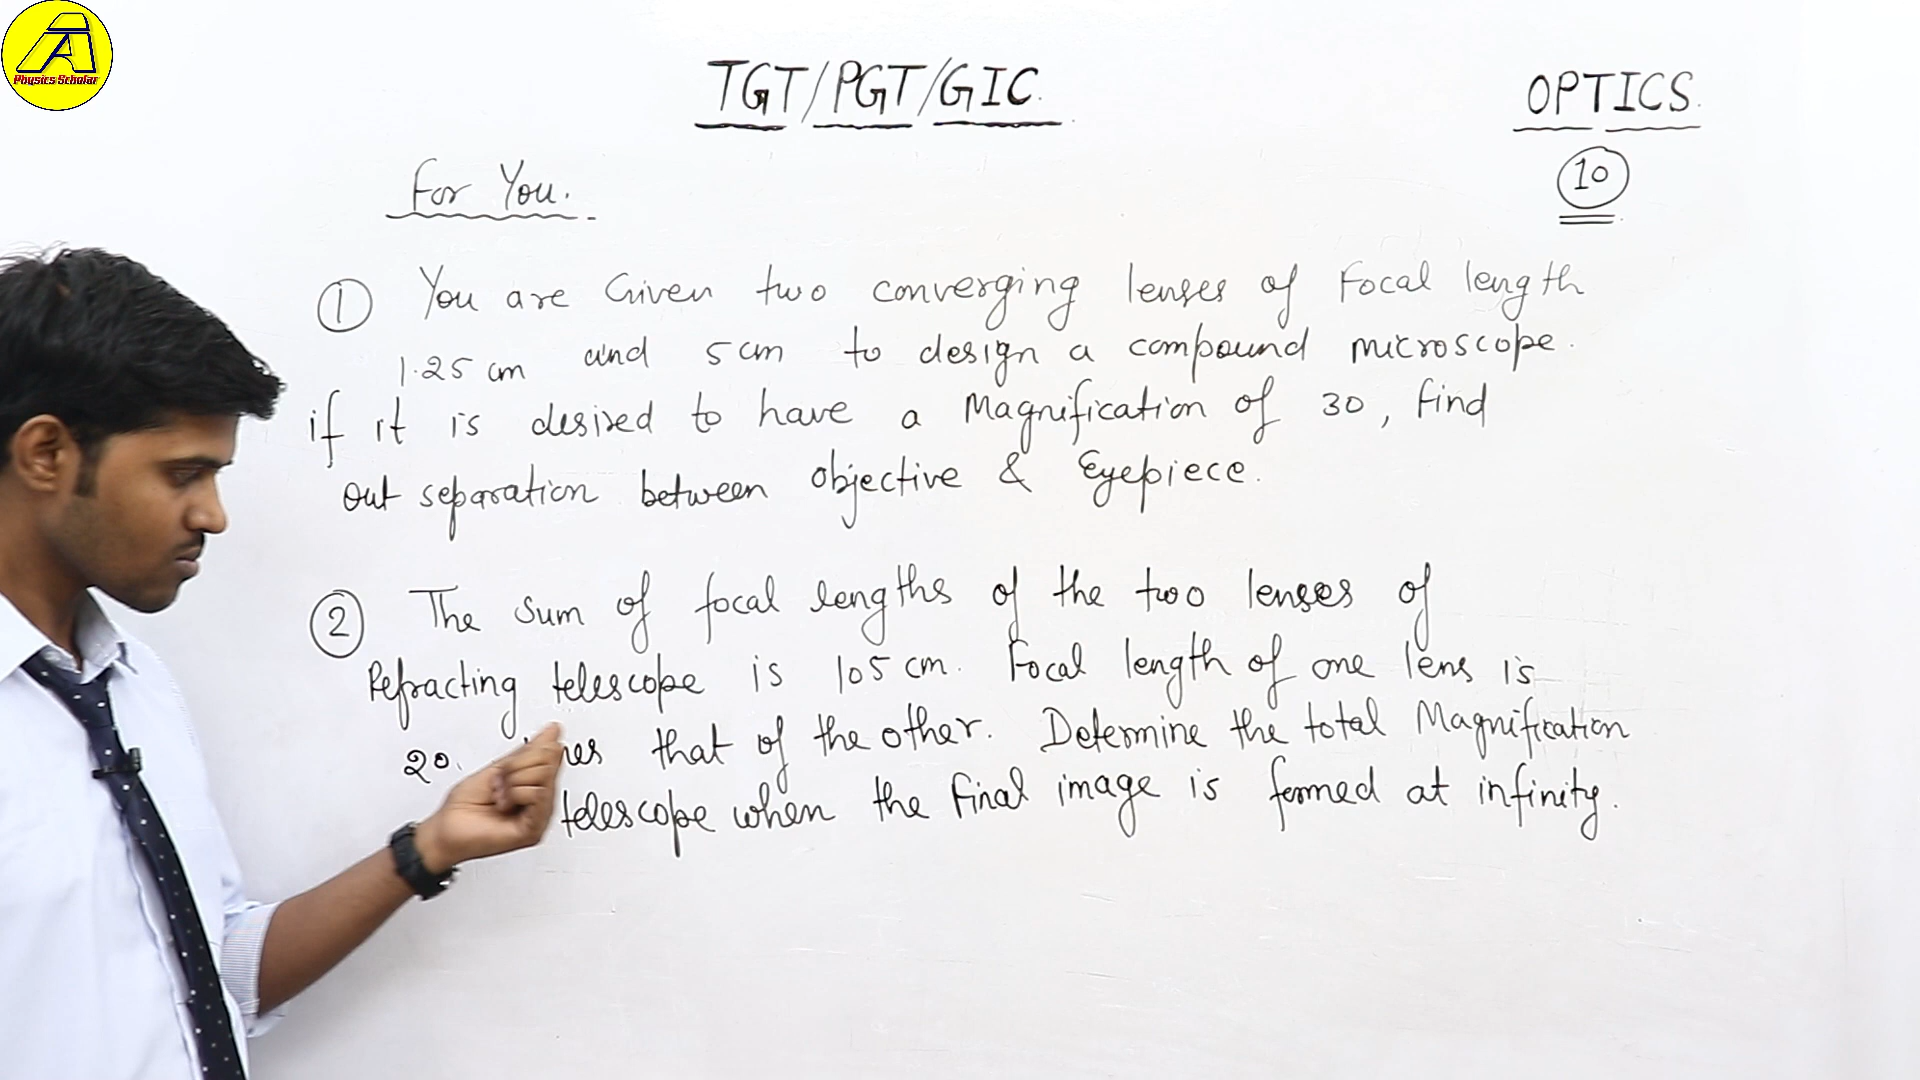 A
Physics Scholar
TGT/PGT/GIC.
OPTICS.
10
For You.
1 You are Given two converging lenses of Focal length
1.25 cm and 5 cm to design a compound microscope.
if it is desired to have a Magnification of 30, find
out separation between objective & Eyepiece.
2 The sum of focal lengths of the two lenses of
Refracting telescope is 105 cm. Focal length of one lens is
20 that of the other. Determine the total Magnification
telescope when the final image is formed at infinity.